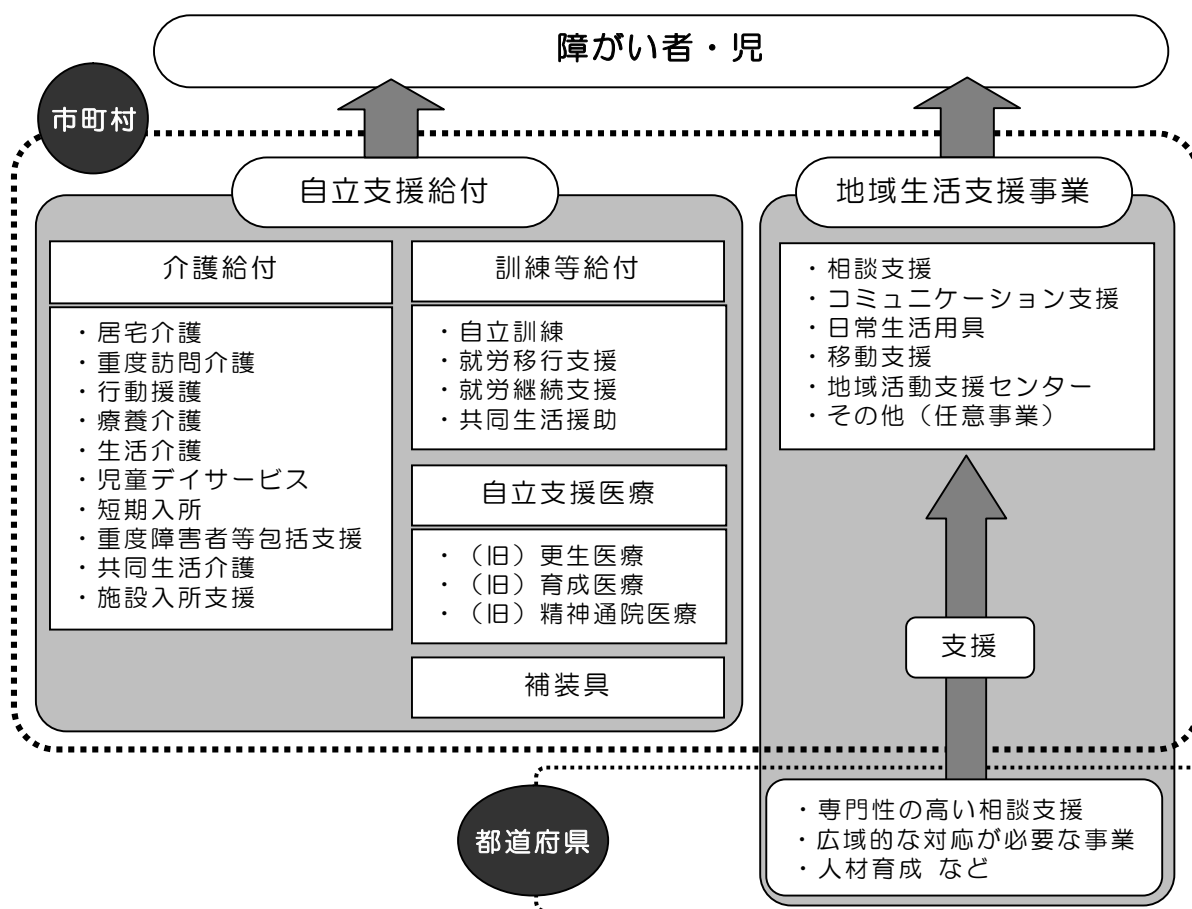 障がい者・児
市町村
自立支援給付
介護給付
・居宅介護
・重度訪問介護
・行動援護
・療養介護
・生活介護
・児童デイサービス
・短期入所
・重度障害者等包括支援
・共同生活介護
・施設入所支援
訓練等給付
・自立訓練
・就労移行支援
・就労継続支援
・共同生活援助
自立支援医療
・（旧）更生医療
・（旧）育成医療
・（旧）精神通院医療
補装具
地域生活支援事業
・相談支援
・コミュニケーション支援
・日常生活用具
・移動支援
・地域活動支援センター
・その他（任意事業）
支援
都道府県
・専門性の高い相談支援
・広域的な対応が必要な事業
・人材育成 など